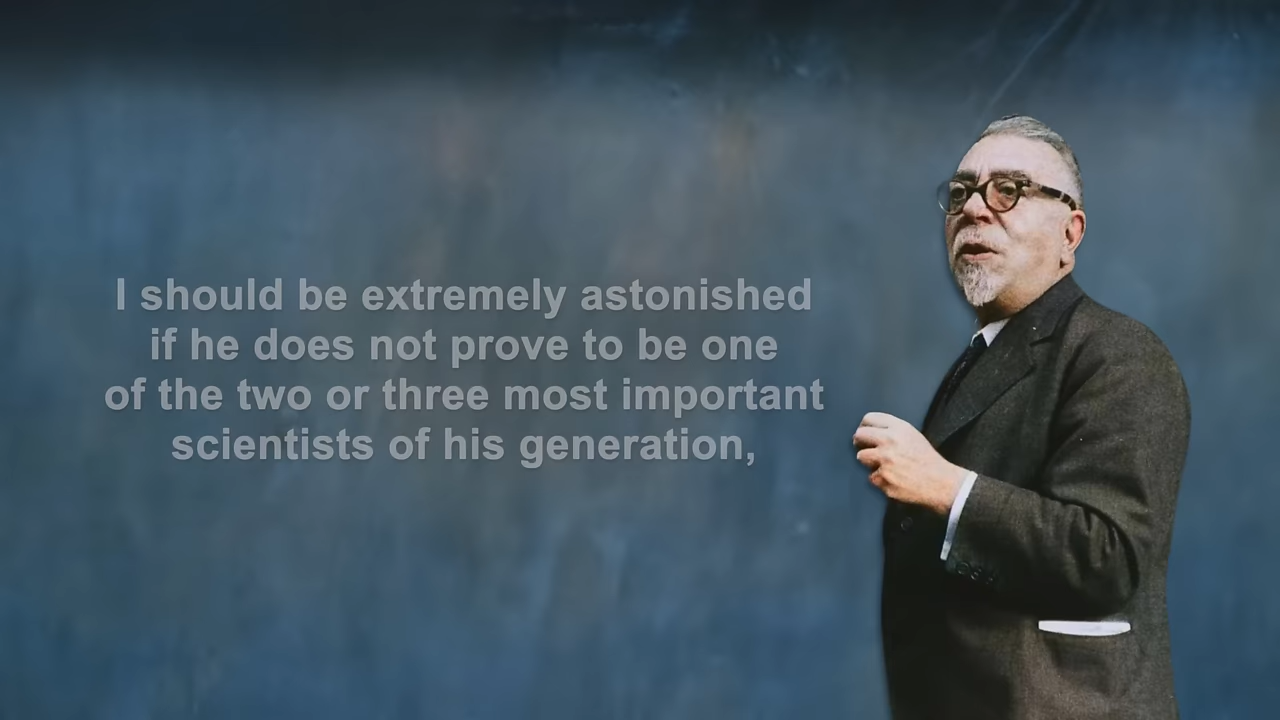 I should be extremely astonished
if he does not prove to be one
of the two or three most important
scientists of his generation,